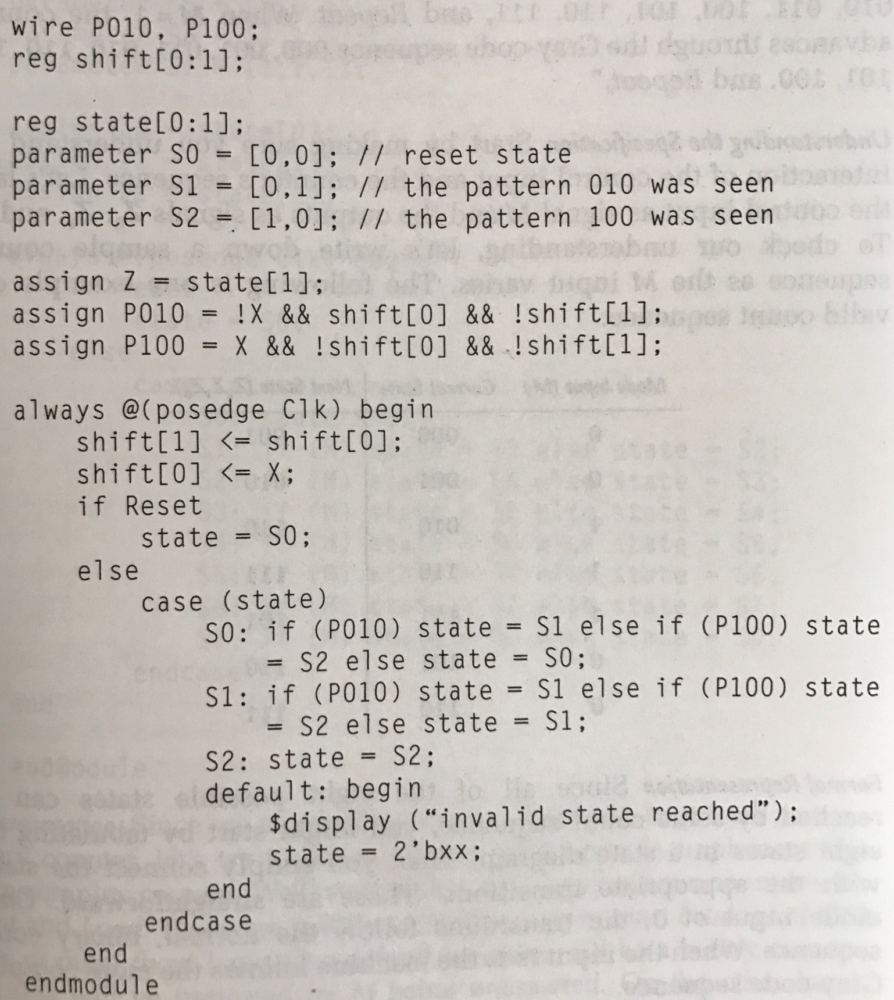 wire P010, P100;
reg shift[0:1];
reg state[0:1];
parameter S0 = [0,0]; // reset state
parameter S1 = [0,1]; // the pattern 010 was seen
parameter S2 = [1,0]; // the pattern 100 was seen
assign Z = state[1];
assign P010 = !X && shift[0] && !shift[1];
assign P100 = X && !shift[0] && !shift[1];
always @(posedge Clk) begin
    shift[1] <= shift[0];
    shift[0] <= X;
    if Reset
        state = S0;
    else
        case (state)
            S0: if (P010) state = S1 else if (P100) state
                = S2 else state = S0;
            S1: if (P010) state = S1 else if (P100) state
                = S2 else state = S1;
            S2: state = S2;
            default: begin
                $display (“invalid state reached”);
                state = 2’bxx;
            end
        endcase
    end
endmodule